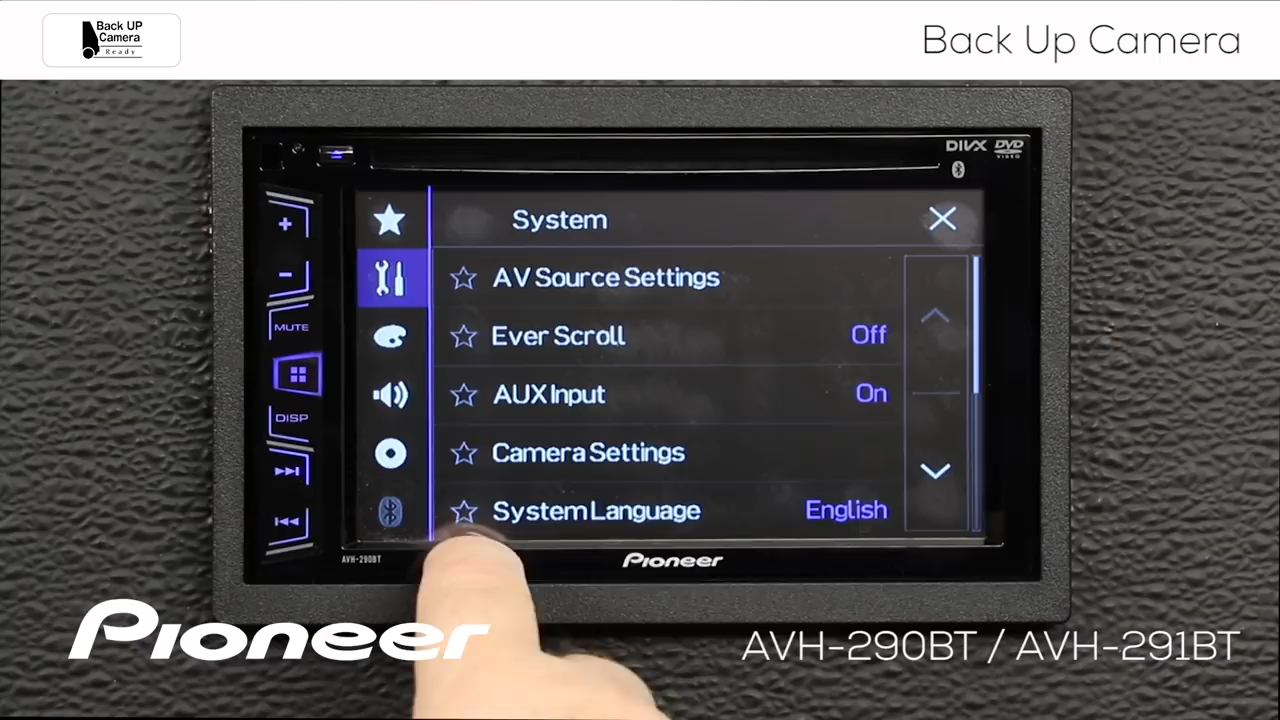 Back UP
Camera
Ready
Back Up Camera
DIVX DVD
VIDEO
System
AV Source Settings
Ever Scroll Off
AUX Input On
Camera Settings
System Language English
MUTE
DISP
AVH-290BT
Pioneer
Pioneer
AVH-290BT / AVH-291BT